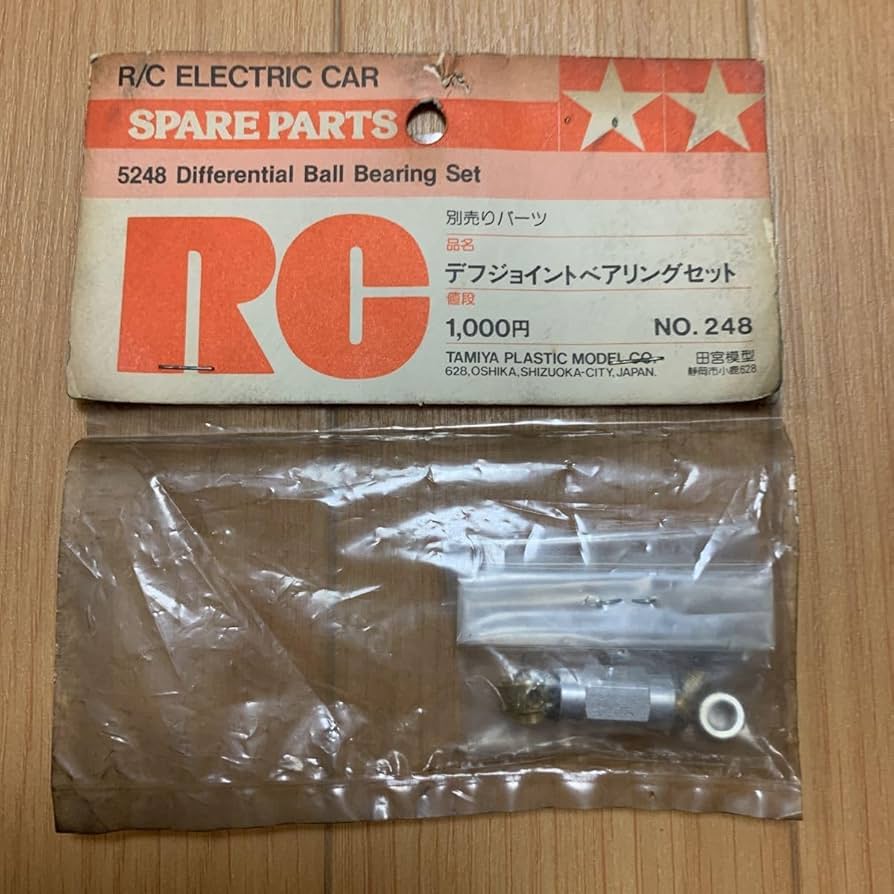 R/C ELECTRIC CAR
SPARE PARTS
5248 Differential Ball Bearing Set
RC
別売りパーツ
品名
デフジョイントベアリングセット
値段
1,000円 NO. 248
TAMIYA PLASTIC MODEL CO. 田宮模型
628, OSHIKA, SHIZUOKA-CITY, JAPAN. 静岡市小鹿628